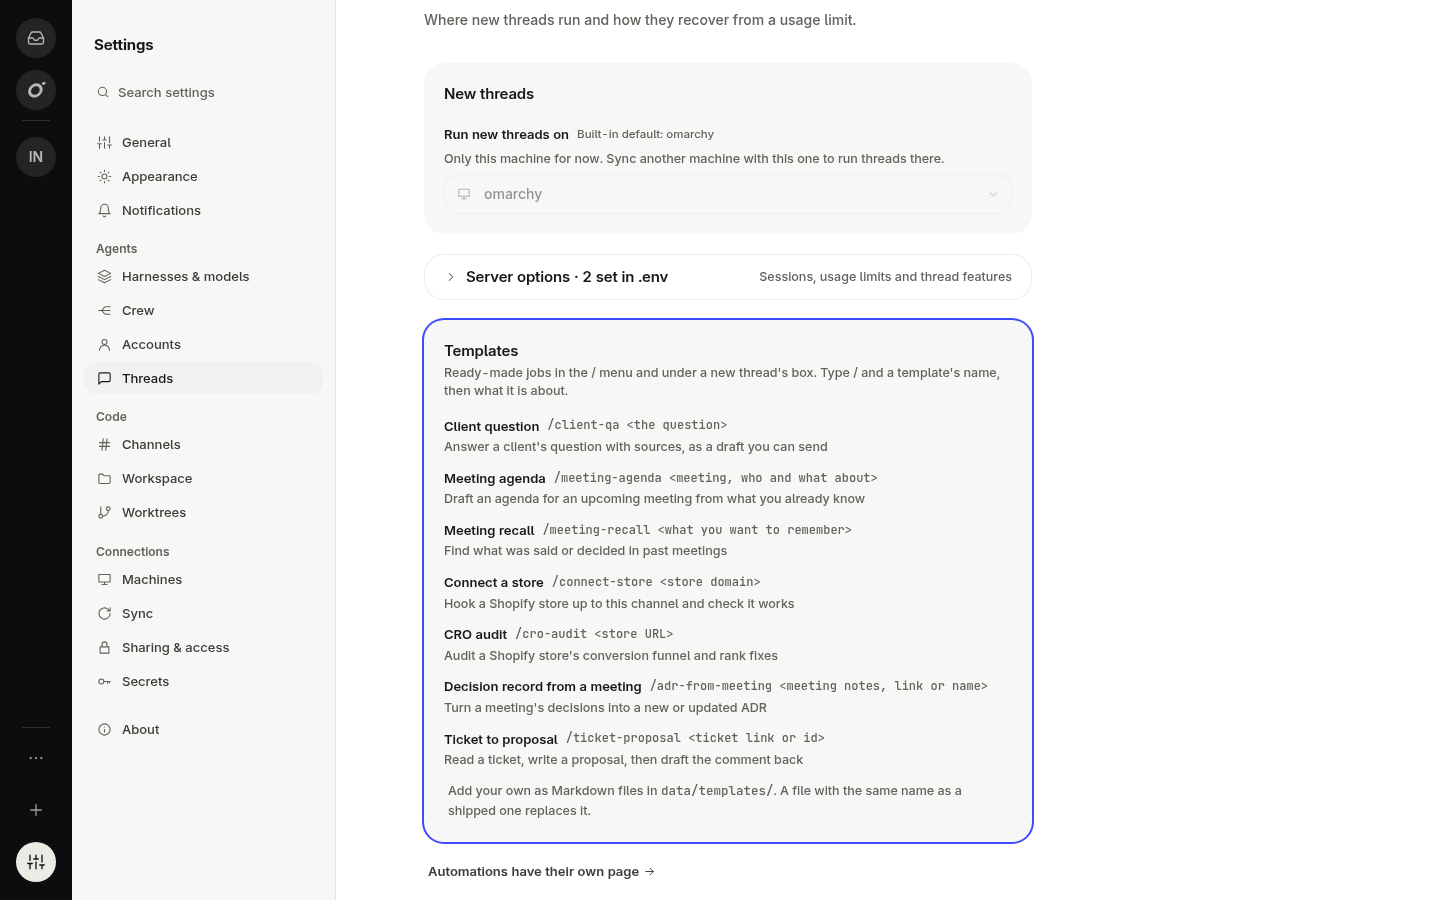 Where new threads run and how they recover from a usage limit.
Settings
Search settings
IN
General
Appearance
Notifications
Agents
Harnesses & models
Crew
Accounts
Threads
Code
Channels
Workspace
Worktrees
Connections
Machines
Sync
Sharing & access
Secrets
About
New threads
Run new threads on Built-in default: omarchy
Only this machine for now. Sync another machine with this one to run threads there.
omarchy
Server options · 2 set in .env Sessions, usage limits and thread features
Templates
Ready-made jobs in the / menu and under a new thread's box. Type / and a template's name,
then what it is about.
Client question /client-qa <the question>
Answer a client's question with sources, as a draft you can send
Meeting agenda /meeting-agenda <meeting, who and what about>
Draft an agenda for an upcoming meeting from what you already know
Meeting recall /meeting-recall <what you want to remember>
Find what was said or decided in past meetings
Connect a store /connect-store <store domain>
Hook a Shopify store up to this channel and check it works
CRO audit /cro-audit <store URL>
Audit a Shopify store's conversion funnel and rank fixes
Decision record from a meeting /adr-from-meeting <meeting notes, link or name>
Turn a meeting's decisions into a new or updated ADR
Ticket to proposal /ticket-proposal <ticket link or id>
Read a ticket, write a proposal, then draft the comment back
Add your own as Markdown files in data/templates/. A file with the same name as a
shipped one replaces it.
Automations have their own page →